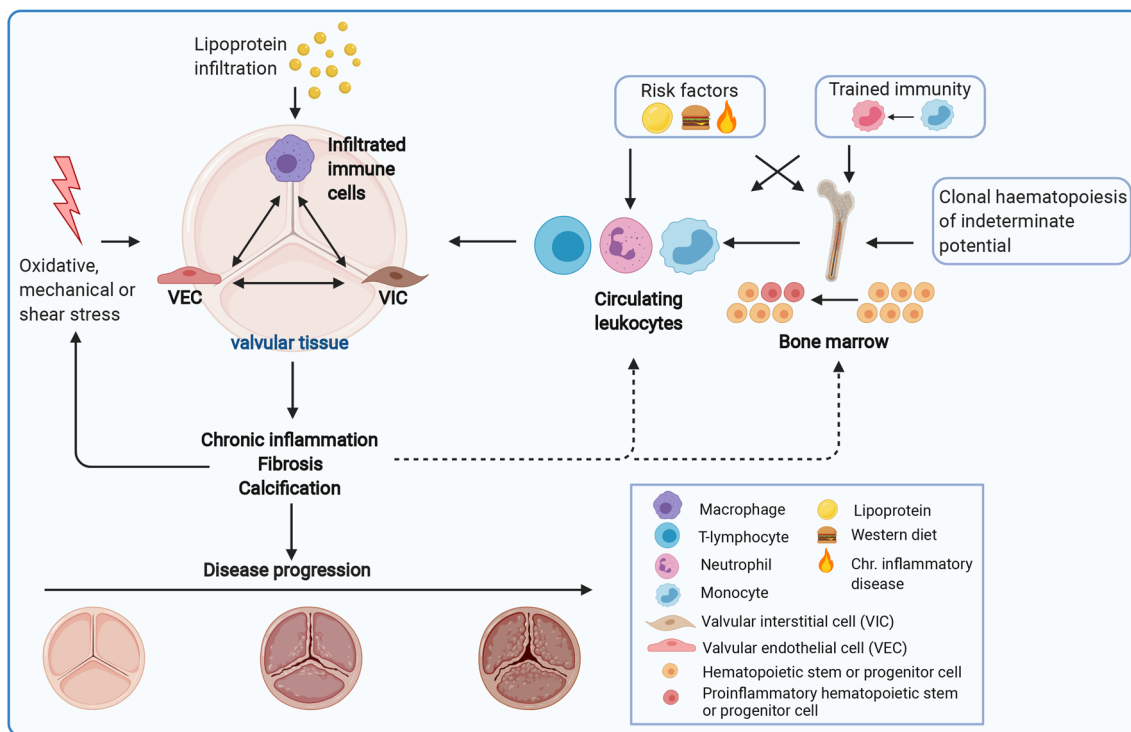 Lipoprotein
infiltration
Risk factors
Trained immunity
Infiltrated
immune
cells
Clonal haematopoiesis
of indeterminate
potential
Oxidative,
mechanical or
shear stress
VEC
VIC
valvular tissue
Circulating
leukocytes
Bone marrow
Chronic inflammation
Fibrosis
Calcification
Disease progression
Macrophage
T-lymphocyte
Neutrophil
Monocyte
Lipoprotein
Western diet
Chr. inflammatory
disease
Valvular interstitial cell (VIC)
Valvular endothelial cell (VEC)
Hematopoietic stem or progenitor cell
Proinflammatory hematopoietic stem
or progenitor cell